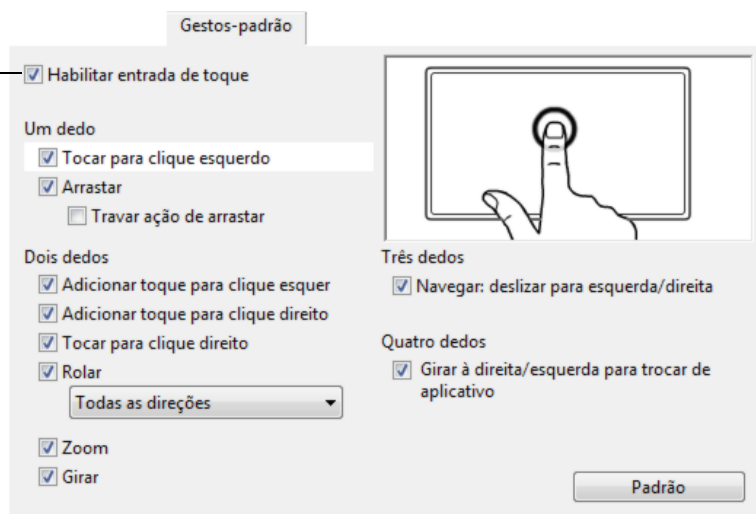 Gestos-padrão
Habilitar entrada de toque
Um dedo
Tocar para clique esquerdo
Arrastar
Travar ação de arrastar
Dois dedos
Adicionar toque para clique esquer
Adicionar toque para clique direito
Tocar para clique direito
Rolar
Todas as direções
Zoom
Girar
Três dedos
Navegar: deslizar para esquerda/direita
Quatro dedos
Girar à direita/esquerda para trocar de
aplicativo
Padrão